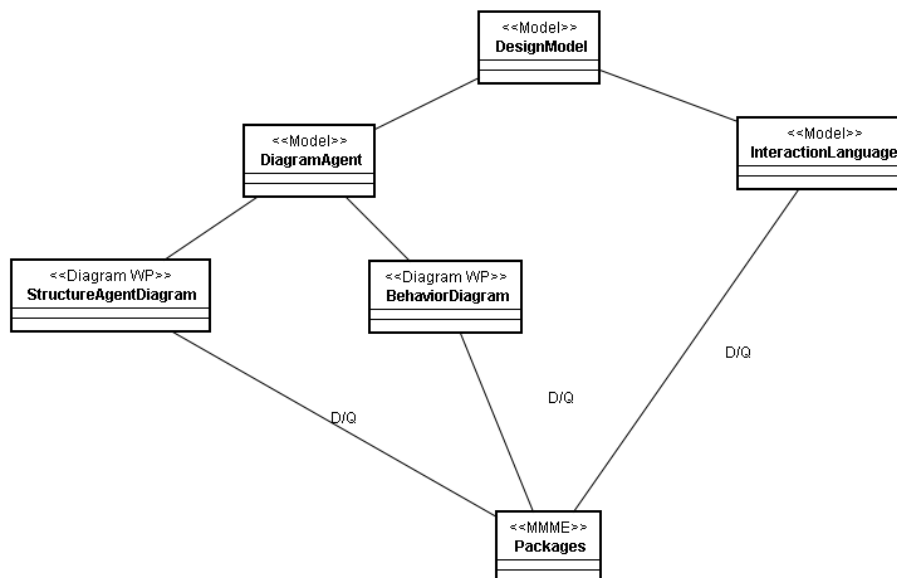 <<Model>>
DesignModel
<<Model>>
DiagramAgent
<<Model>>
InteractionLanguage
<<Diagram WP>>
StructureAgentDiagram
<<Diagram WP>>
BehaviorDiagram
D/Q
D/Q
D/Q
<<MMME>>
Packages